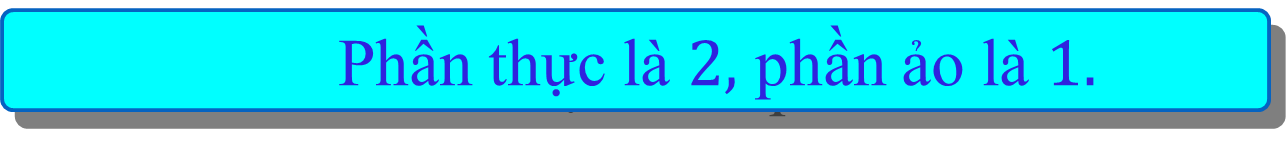 Phần thực là 2, phần ảo là 1.